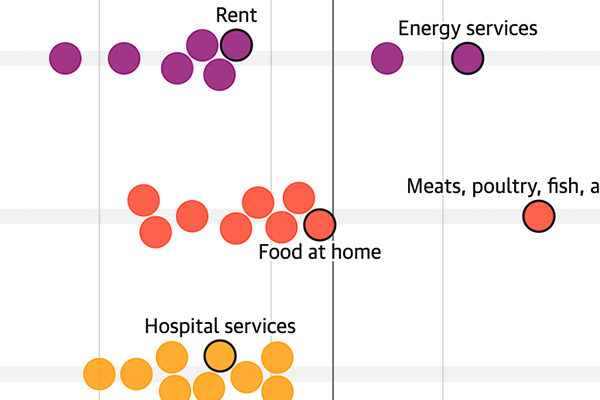 Rent
Energy services
Meats, poultry, fish, a
Food at home
Hospital services